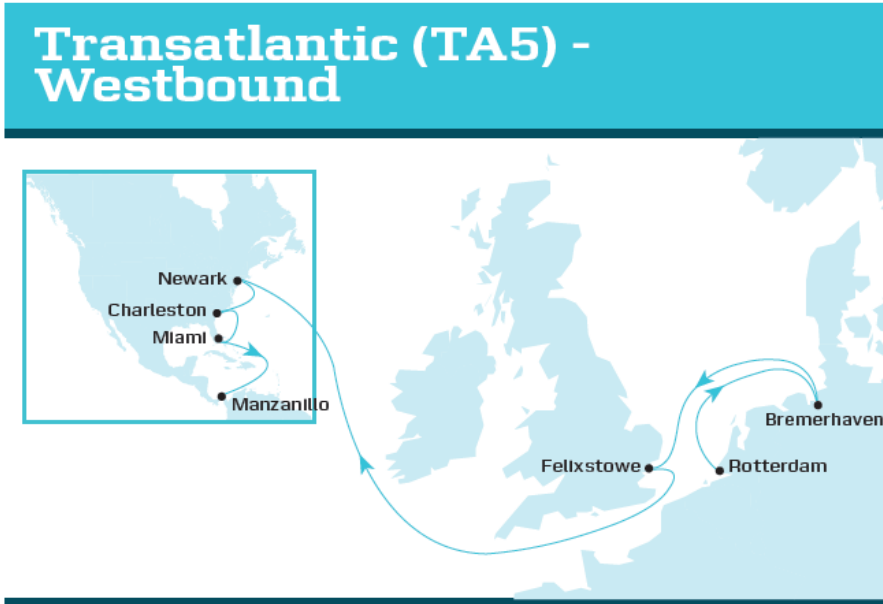 Transatlantic (TA5) -
Westbound
Newark
Charleston
Miami
Manzanillo
Bremerhaven
Felixstowe
Rotterdam